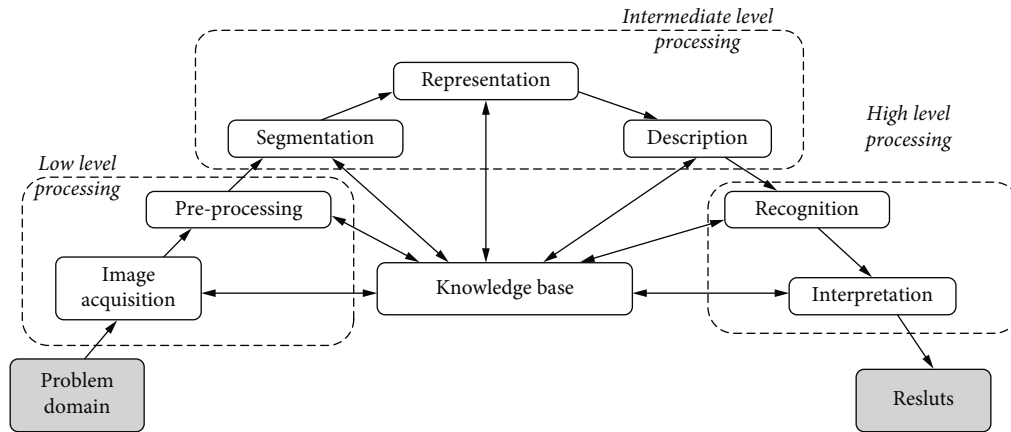 Intermediate level
processing
Representation
Segmentation
Description
High level
processing
Low level
processing
Pre-processing
Recognition
Image
acquisition
Knowledge base
Interpretation
Problem
domain
Resluts